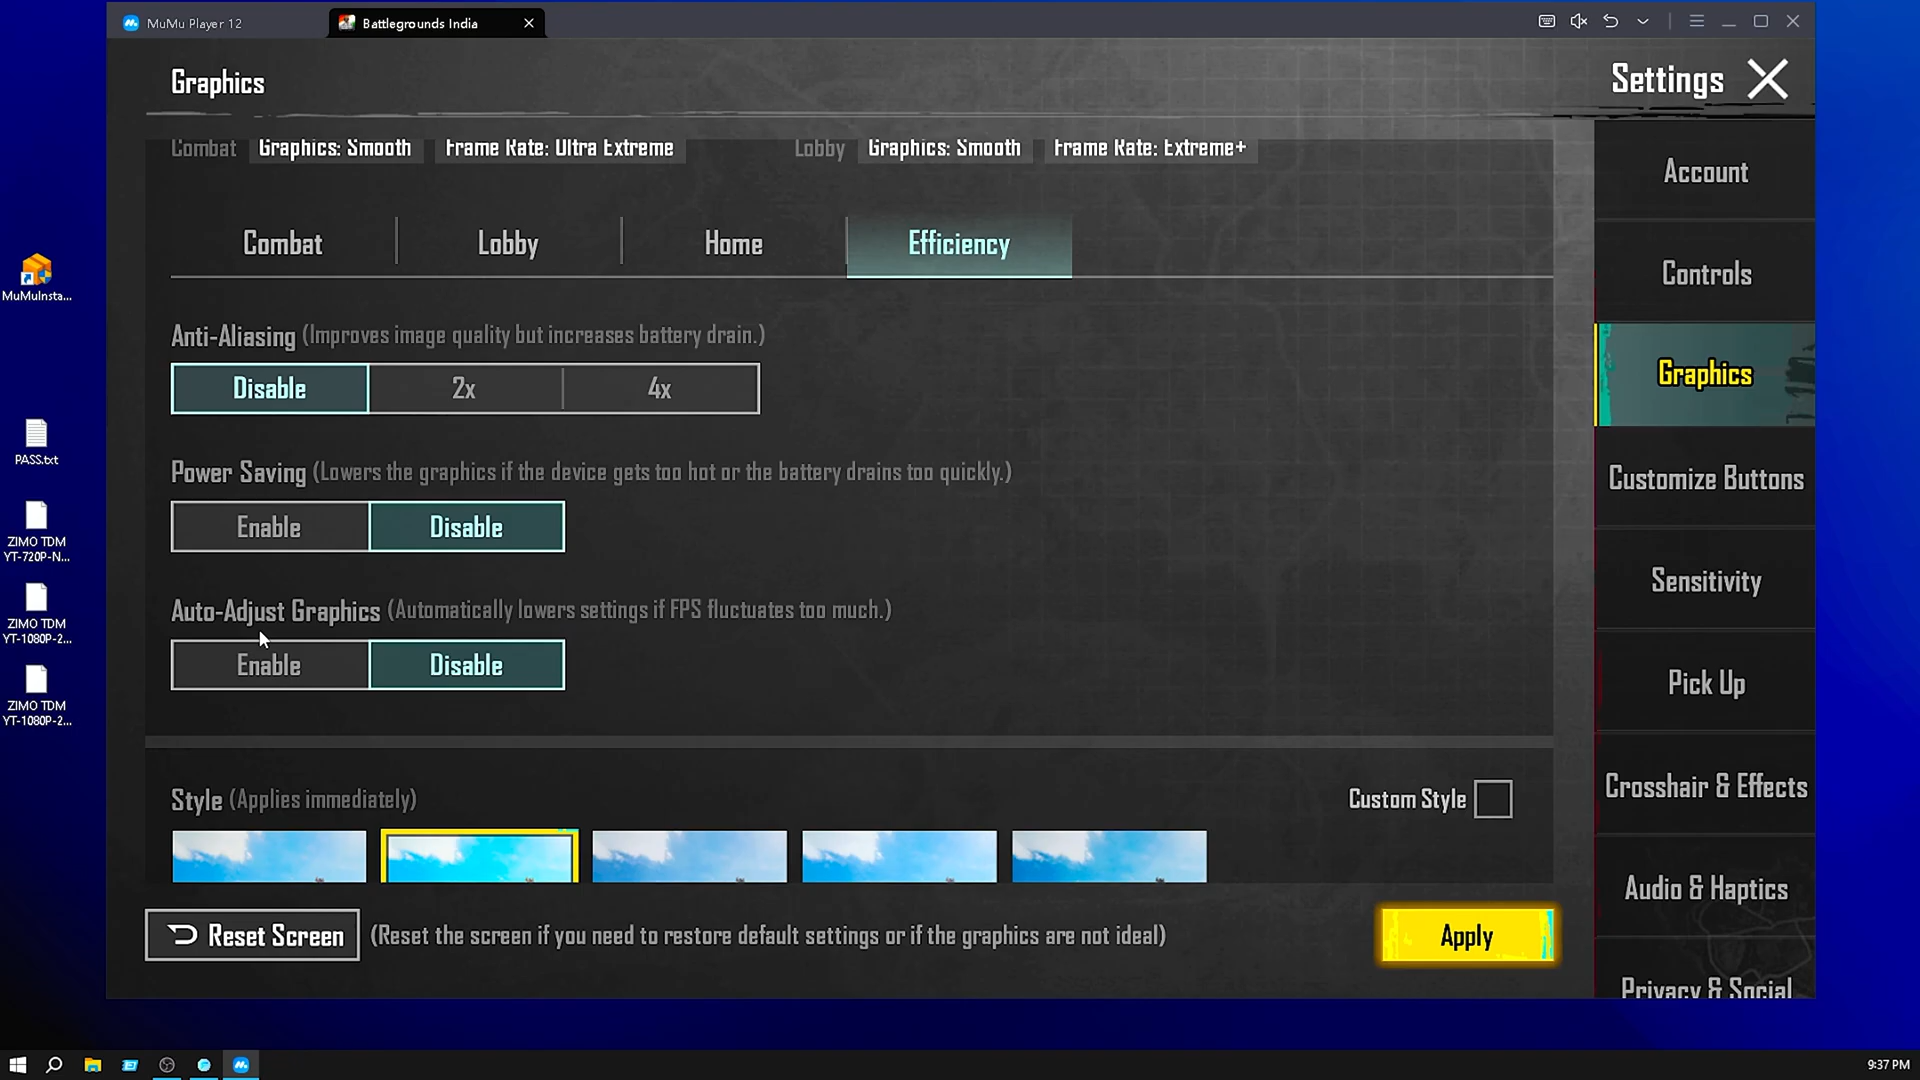 MuMu Player 12
Battlegrounds India
Graphics
Settings
Combat Graphics: Smooth Frame Rate: Ultra Extreme Lobby Graphics: Smooth Frame Rate: Extreme+
Combat Lobby Home Efficiency
Anti-Aliasing (Improves image quality but increases battery drain.)
Disable 2x 4x
Power Saving (Lowers the graphics if the device gets too hot or the battery drains too quickly.)
Enable Disable
Auto-Adjust Graphics (Automatically lowers settings if FPS fluctuates too much.)
Enable Disable
Style (Applies immediately)
Custom Style
Reset Screen (Reset the screen if you need to restore default settings or if the graphics are not ideal)
Apply
Account
Controls
Graphics
Customize Buttons
Sensitivity
Pick Up
Crosshair & Effects
Audio & Haptics
Privacy & Social
MuMuInsta...
PASS.txt
ZIMO TDM
YT-720P-N...
ZIMO TDM
YT-1080P-2...
ZIMO TDM
YT-1080P-2...
9:37 PM